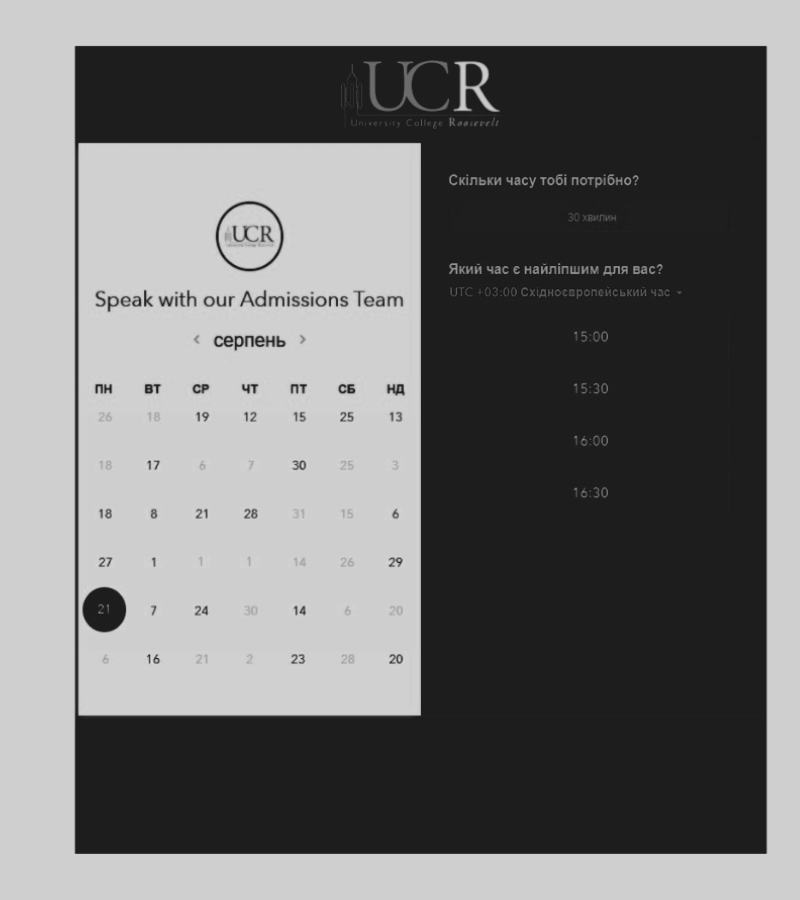 UCR
University College Roosevelt
UCR
Speak with our Admissions Team
серпень
ПН ВТ СР ЧТ ПТ СБ НД
26 18 19 12 15 25 13
18 17 6 7 30 25 3
18 8 21 28 31 15 6
27 1 1 1 14 26 29
21 7 24 30 14 6 20
6 16 21 2 23 28 20
Скільки часу тобі потрібно?
30 хвилин
Який час є найліпшим для вас?
UTC +03:00 Східноєвропейський час
15:00
15:30
16:00
16:30